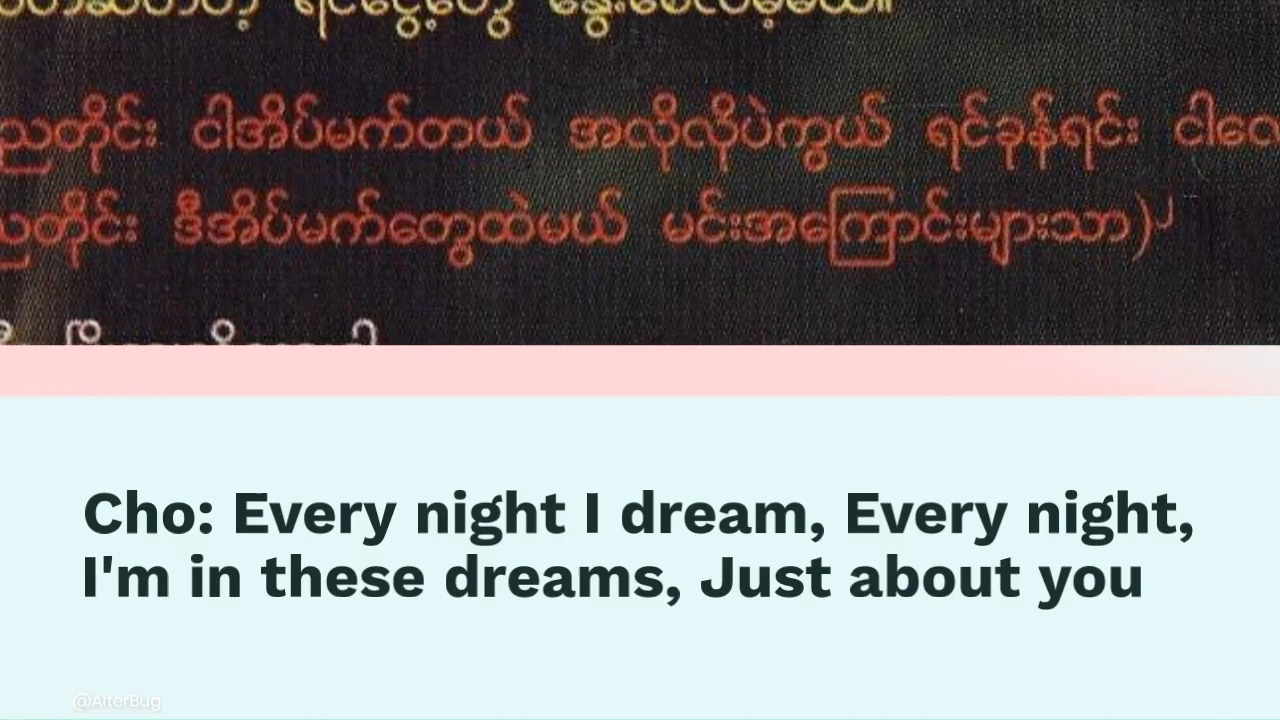 ညတိုင်း ငါအိပ်မက်တယ် အလိုလိုပဲကွယ် ရင်ခုန်ရင်း
ညတိုင်း ဒီအိပ်မက်တွေထဲမယ် မင်းအကြောင်းများသာ)၂
Cho: Every night I dream, Every night,
I'm in these dreams, Just about you
@AlterBug